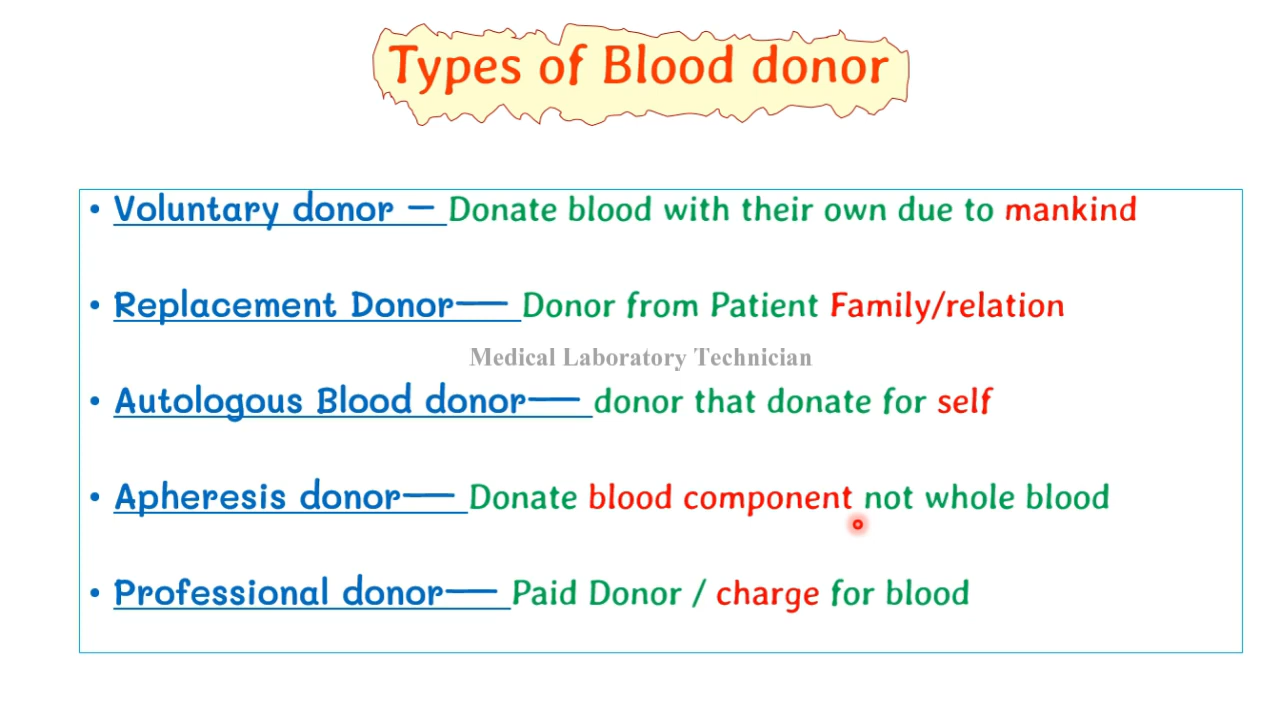 Types of Blood donor
• Voluntary donor – Donate blood with their own due to mankind
• Replacement Donor–– Donor from Patient Family/relation
Medical Laboratory Technician
• Autologous Blood donor–– donor that donate for self
• Apheresis donor–– Donate blood component not whole blood
• Professional donor–– Paid Donor / charge for blood